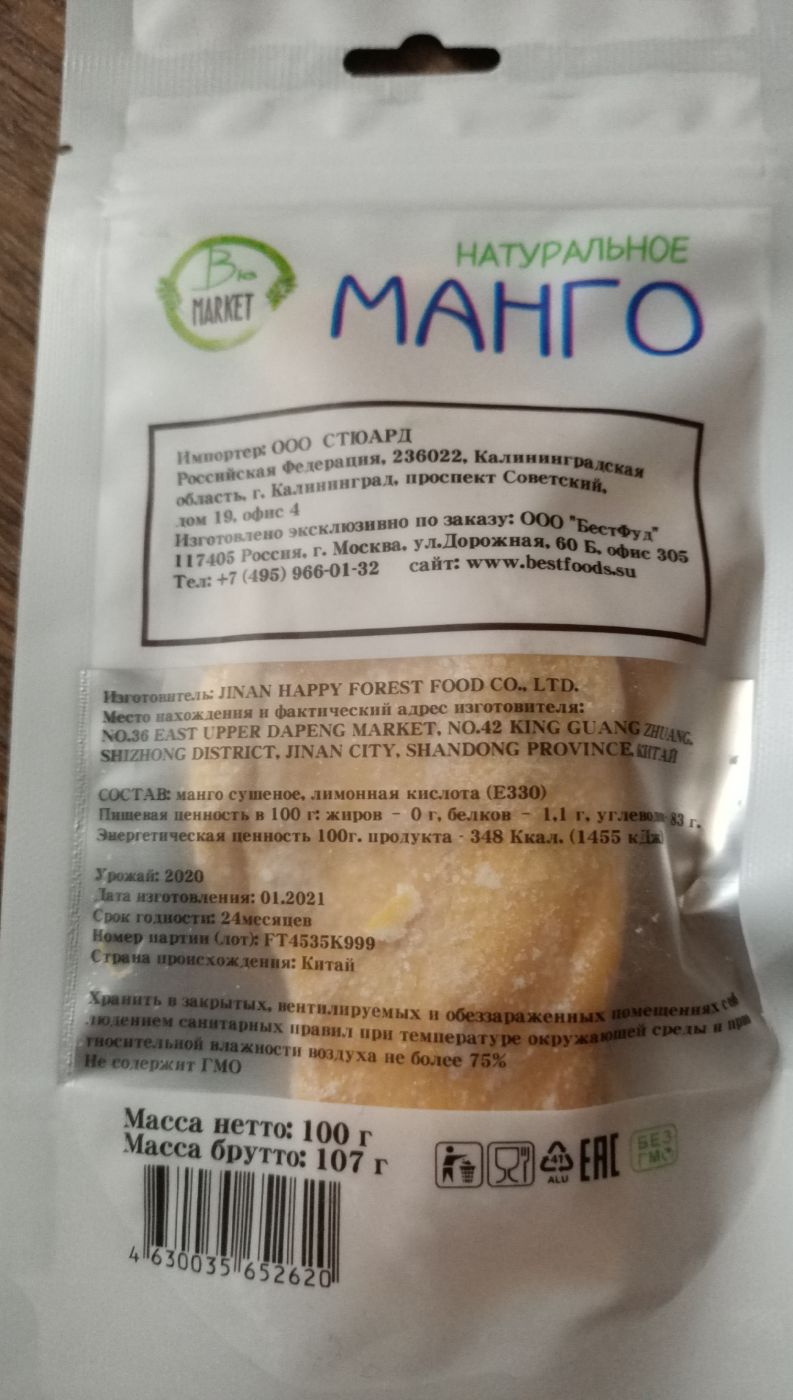 Bio
MARKET
НАТУРАЛЬНОЕ
МАНГО
Импортер: ООО СТЮАРД
Российская Федерация, 236022, Калининградская
область, г. Калининград, проспект Советский,
дом 19, офис 4
Изготовлено эксклюзивно по заказу: ООО "БестФуд"
117405 Россия, г. Москва, ул.Дорожная, 60 Б, офис 305
Тел: +7 (495) 966-01-32 сайт: www.bestfoods.su
Изготовитель: JINAN HAPPY FOREST FOOD CO., LTD.
Место нахождения и фактический адрес изготовителя:
NO.36 EAST UPPER DAPENG MARKET, NO.42 KING GUANG ZHUANG,
SHIZHONG DISTRICT, JINAN CITY, SHANDONG PROVINCE, КИТАЙ
СОСТАВ: манго сушеное, лимонная кислота (Е330)
Пищевая ценность в 100 г: жиров - 0 г, белков - 1,1 г, углеводов 83 г.
Энергетическая ценность 100г. продукта - 348 Ккал. (1455 кДж)
Урожай: 2020
Дата изготовления: 01.2021
Срок годности: 24месяцев
Номер партии (лот): FT4535K999
Страна происхождения: Китай
Хранить в закрытых, вентилируемых и обеззараженных помещениях с соб
людением санитарных правил при температуре окружающей среды и при
тносительной влажности воздуха не более 75%
Не содержит ГМО
Масса нетто: 100 г
Масса брутто: 107 г
41
ALU
EAC
БЕЗ
ГМО
4 630035 652620